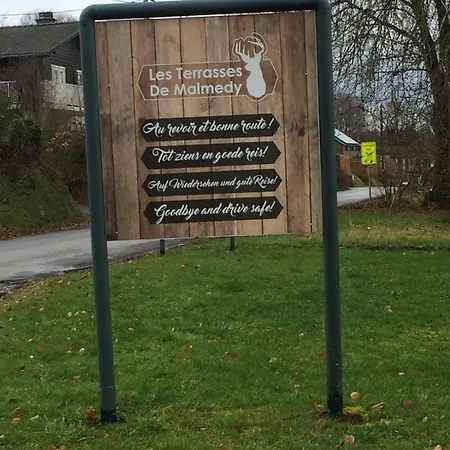 Les Terrasses
De Malmedy
Au revoir et bonne route !
Tot ziens en goede reis!
Auf Wiedersehen und gute Reise!
Goodbye and drive safe!